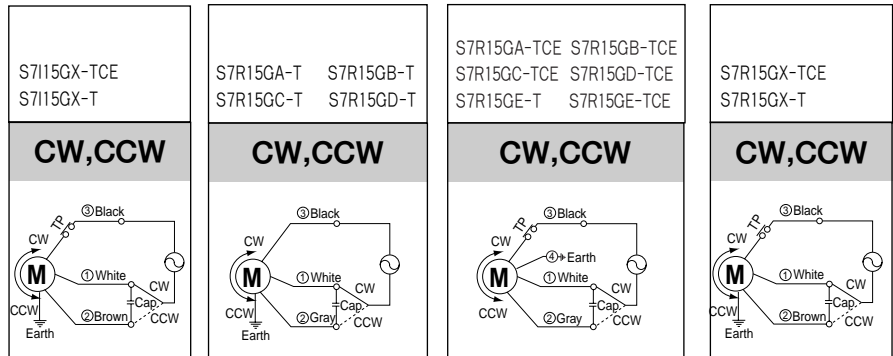 S7I15GX-TCE
S7I15GX-T
CW,CCW
③Black
TP
CW
M
①White
CW
Cap.
CCW
②Brown
CCW
Earth
S7R15GA-T S7R15GB-T
S7R15GC-T S7R15GD-T
CW,CCW
③Black
CW
M
①White
CW
Cap.
CCW
②Gray
CCW
Earth
S7R15GA-TCE S7R15GB-TCE
S7R15GC-TCE S7R15GD-TCE
S7R15GE-T S7R15GE-TCE
CW,CCW
③Black
TP
CW
④Earth
M
①White
CW
Cap.
CCW
②Gray
CCW
S7R15GX-TCE
S7R15GX-T
CW,CCW
③Black
TP
CW
M
①White
CW
Cap.
CCW
②Brown
CCW
Earth